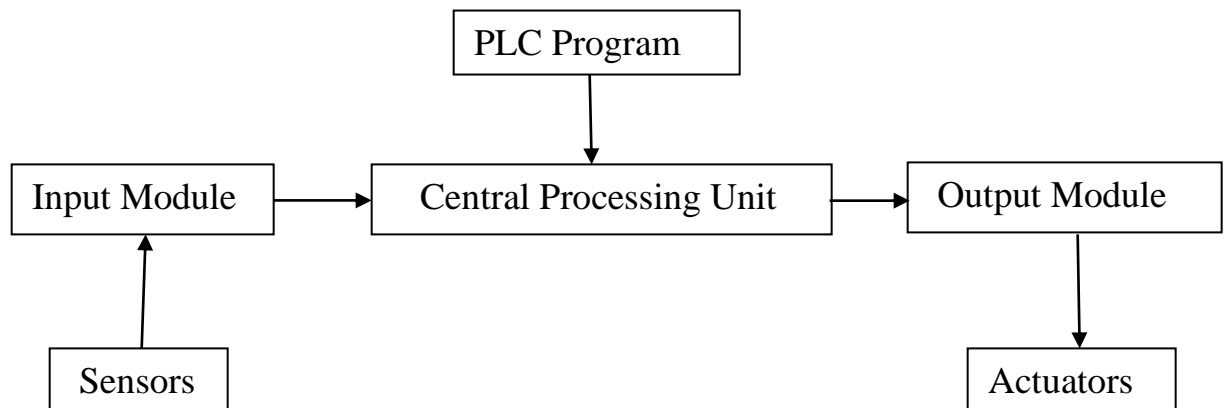 PLC Program
Input Module
Central Processing Unit
Output Module
Sensors
Actuators